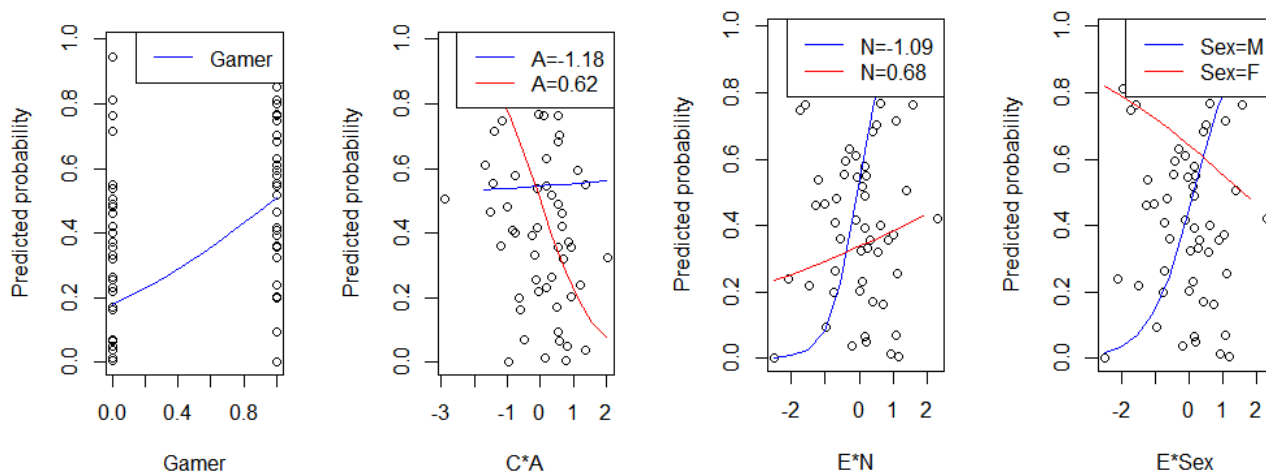 Predicted probability
0.0 0.2 0.4 0.6 0.8 1.0
Gamer
0.0 0.4 0.8
Gamer
Predicted probability
0.0 0.2 0.4 0.6 0.8 1.0
A=-1.18
A=0.62
-3 -1 0 1 2
C*A
Predicted probability
0.0 0.2 0.4 0.6 0.8 1.0
N=-1.09
N=0.68
-2 0 1 2
E*N
Predicted probability
0.0 0.2 0.4 0.6 0.8 1.0
Sex=M
Sex=F
-2 0 1 2
E*Sex